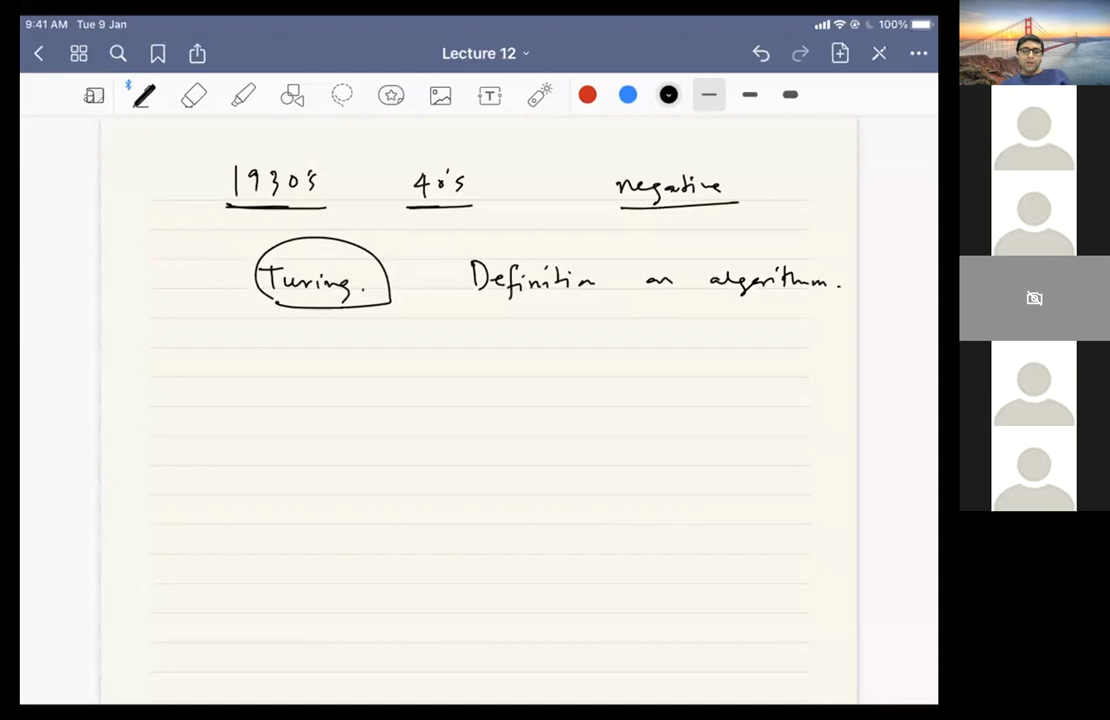 9:41 AM Tue 9 Jan 100%
Lecture 12
T
1930's 40's negative
Turing. Definition an algorithm.